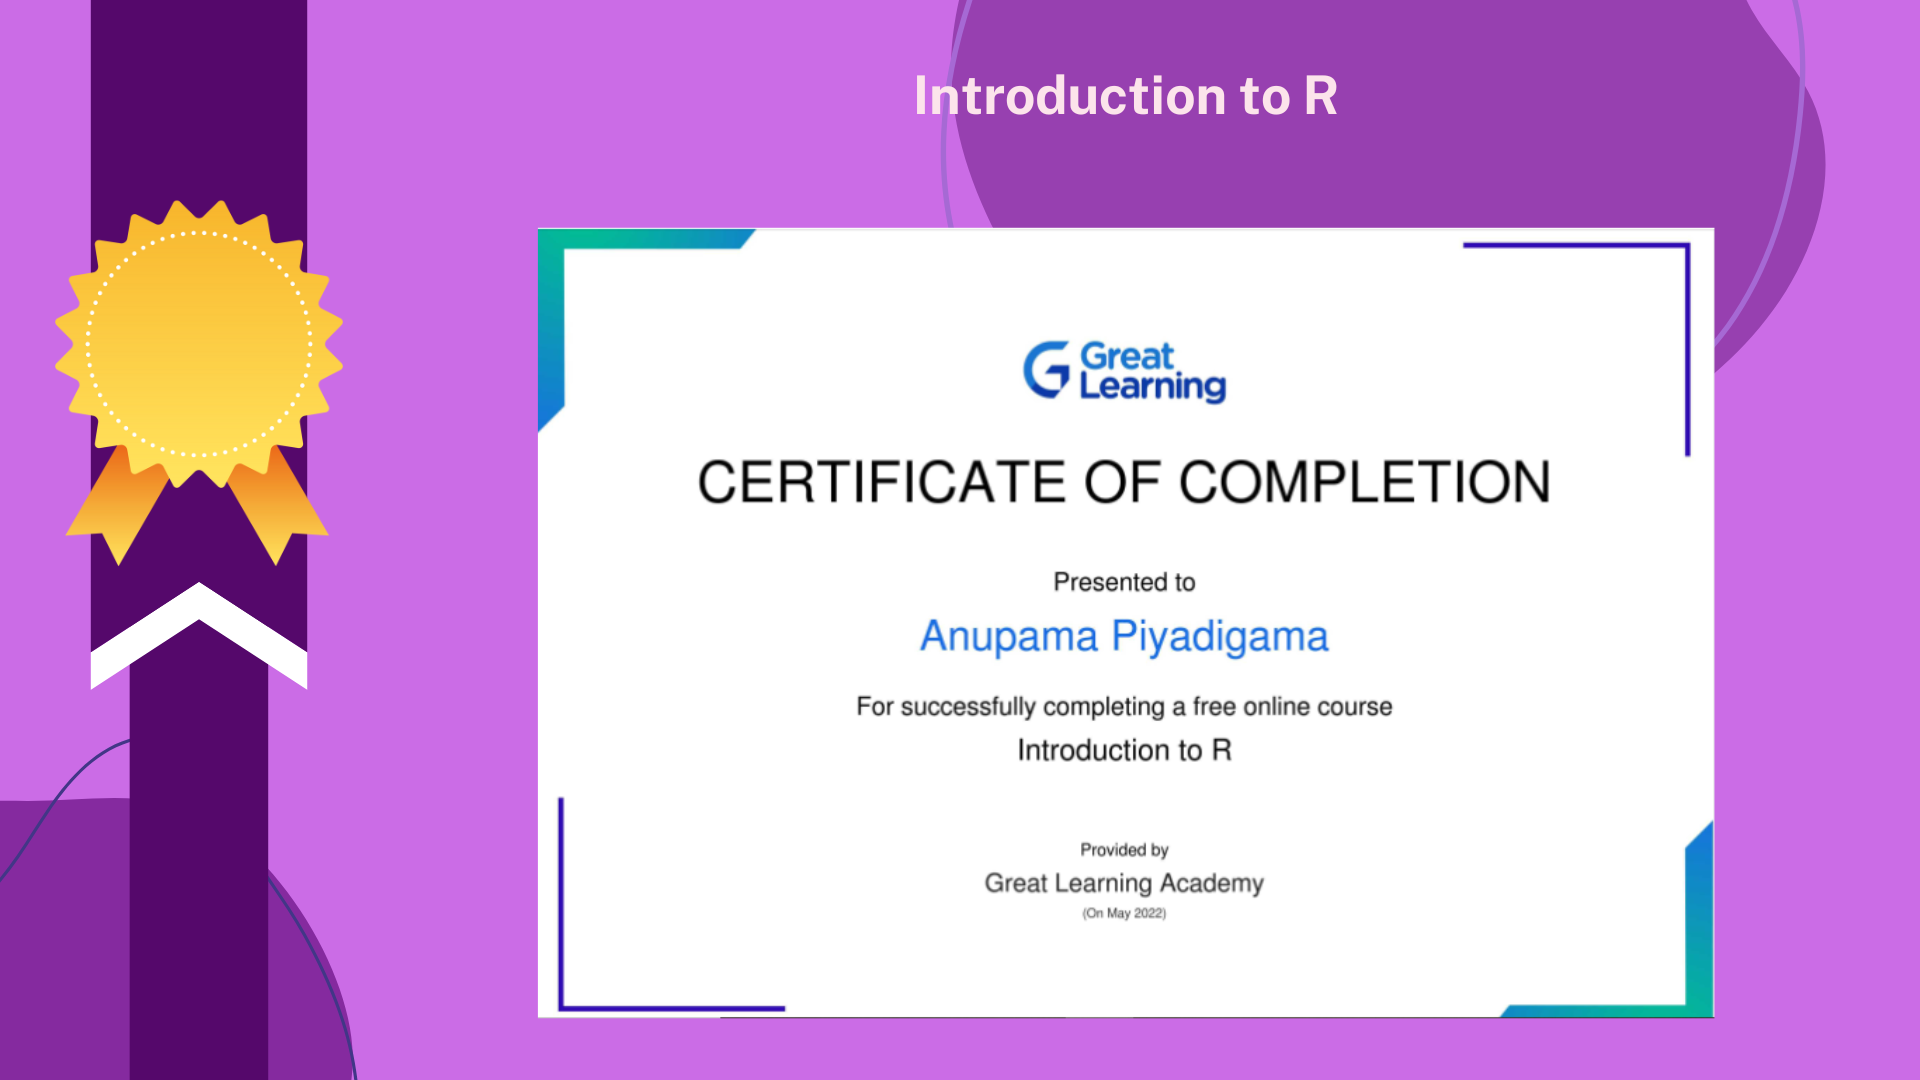 Introduction to R
Great
Learning
CERTIFICATE OF COMPLETION
Presented to
Anupama Piyadigama
For successfully completing a free online course
Introduction to R
Provided by
Great Learning Academy
(On May 2022)